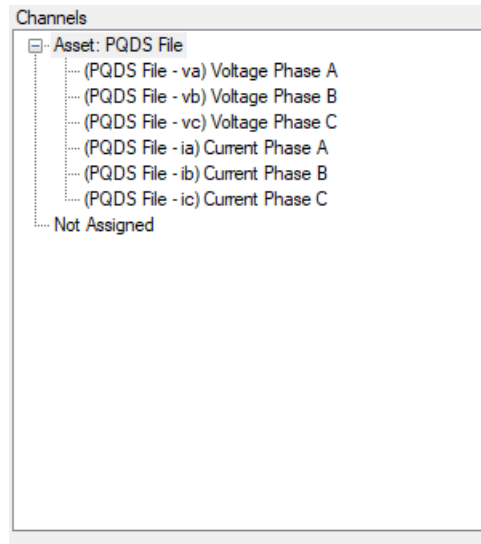 Channels
Asset: PQDS File
(PQDS File - va) Voltage Phase A
(PQDS File - vb) Voltage Phase B
(PQDS File - vc) Voltage Phase C
(PQDS File - ia) Current Phase A
(PQDS File - ib) Current Phase B
(PQDS File - ic) Current Phase C
Not Assigned